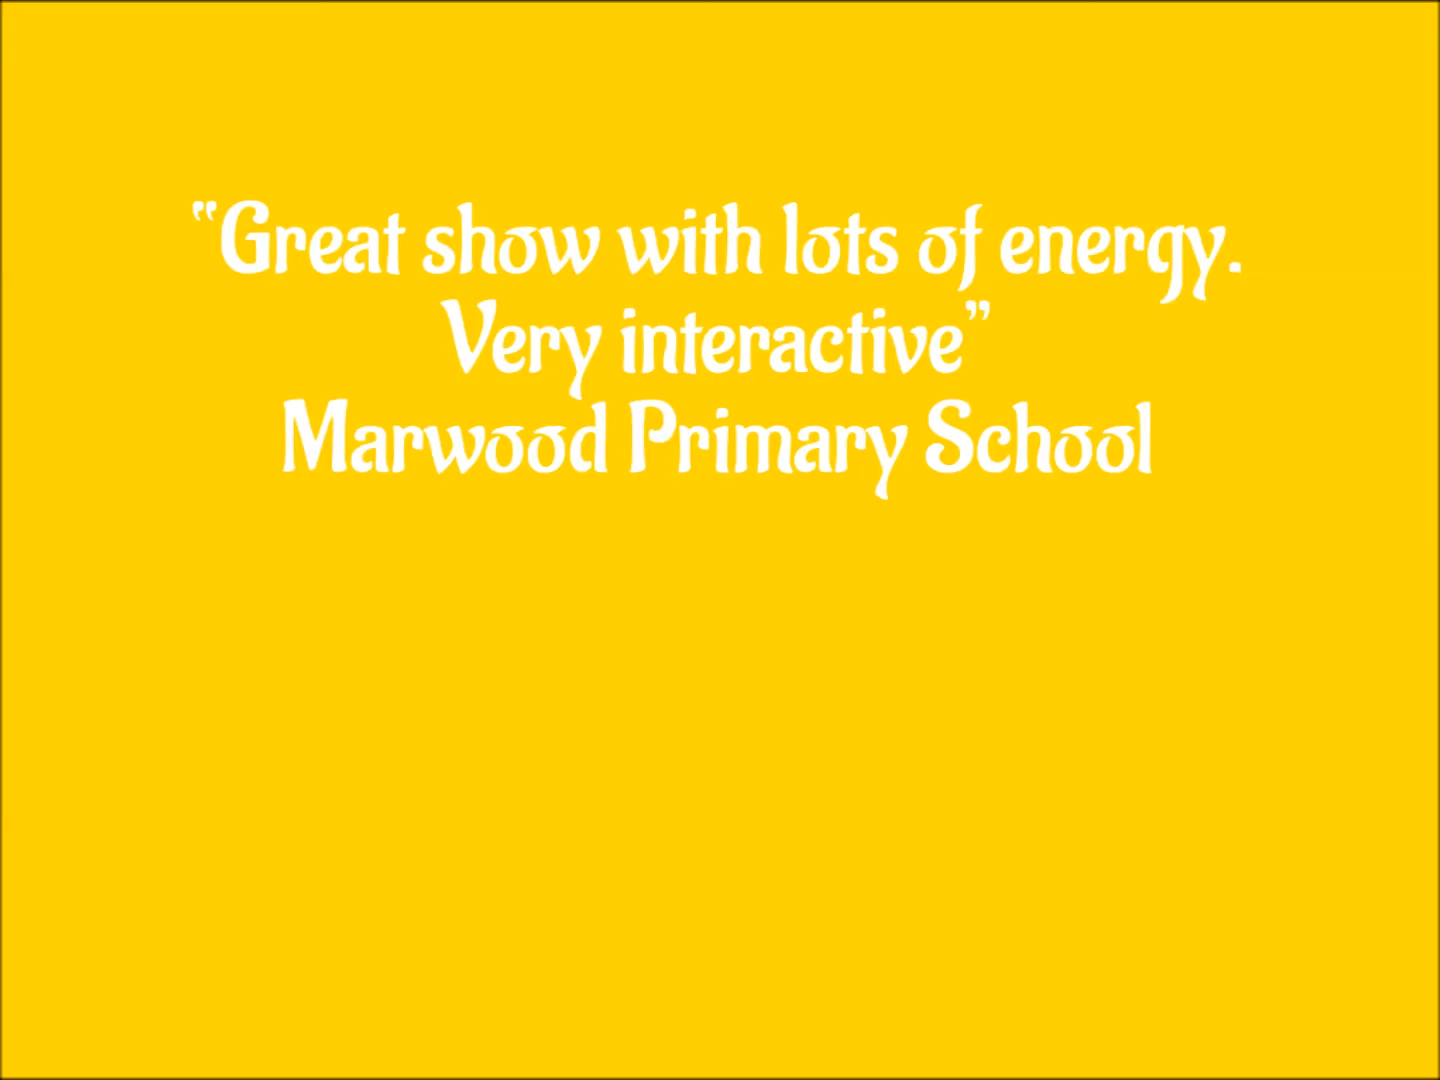 “Great show with lots of energy.
Very interactive”
Marwood Primary School